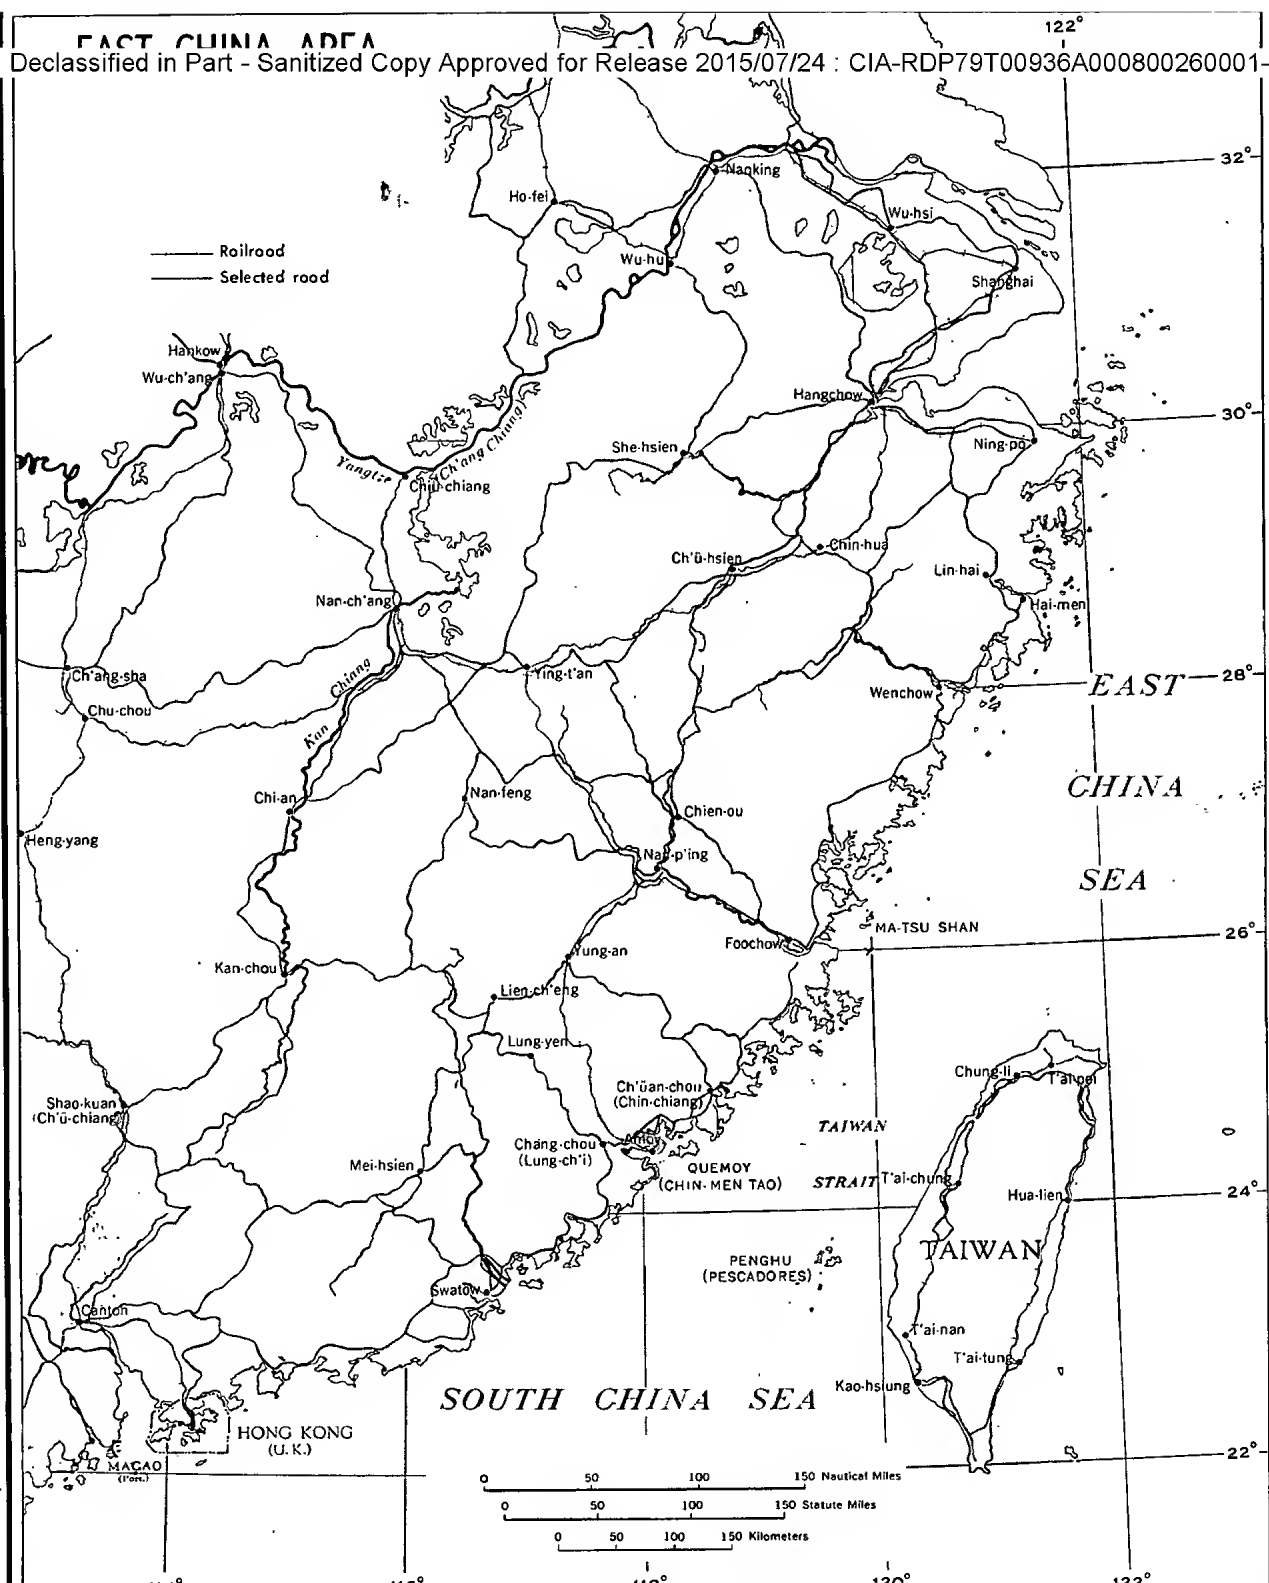 122°
EAST CHINA AREA
Declassified in Part - Sanitized Copy Approved for Release 2015/07/24 : CIA-RDP79T00936A000800260001-
32°
Nanking
Ho-fei
Wu-hsi
Railroad
Wu-hu
Selected road
Shanghai
Hankow
Wu-ch'ang
Hangchow
30°
Ning-po
She-hsien
Yangtze
(Ch'ang Chiang)
Chiu-chiang
Chin-hua
Ch'ü-hsien
Lin-hai
Nan-ch'ang
Hai-men
Ch'ang-sha
Ying-t'an
28°
Chiang
EAST
Wenchow
Chu-chou
Kan
CHINA
Chi-an
Nan-feng
Chien-ou
Heng-yang
Nan-p'ing
SEA
MA-TSU SHAN
26°
Foochow
Yung-an
Kan-chou
Lien-ch'eng
Lung-yen
Chung-li
T'ai-pei
Ch'üan-chou
(Chin-chiang)
Shao-kuan
(Ch'ü-chiang)
TAIWAN
Amoy
Chang-chou
(Lung-ch'i)
Mei-hsien
QUEMOY
(CHIN-MEN TAO)
STRAIT
T'ai-chung
Hua-lien
24°
TAIWAN
PENGHU
(PESCADORES)
Swatow
Canton
T'ai-nan
T'ai-tung
Kao-hsiung
SOUTH CHINA SEA
HONG KONG
(U.K.)
22°
MACAO
(Port.)
0 50 100 150 Nautical Miles
0 50 100 150 Statute Miles
0 50 100 150 Kilometers